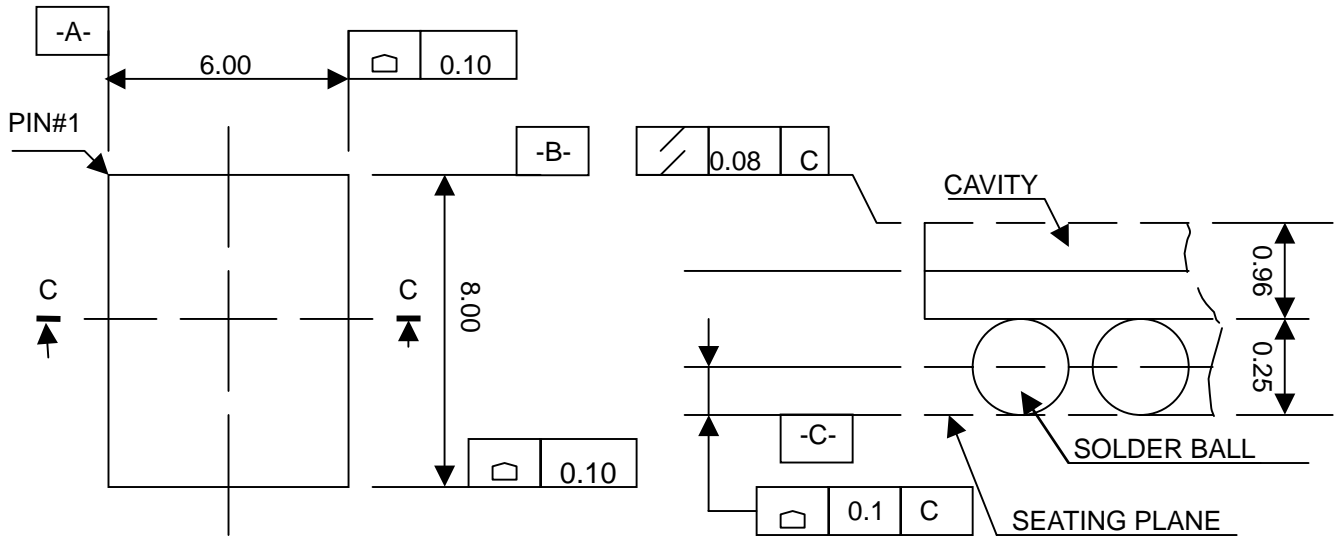 -A-
6.00
0.10
PIN#1
-B-
0.08 C
CAVITY
C
C
8.00
0.96
0.25
-C-
SOLDER BALL
0.10
0.1 C
SEATING PLANE